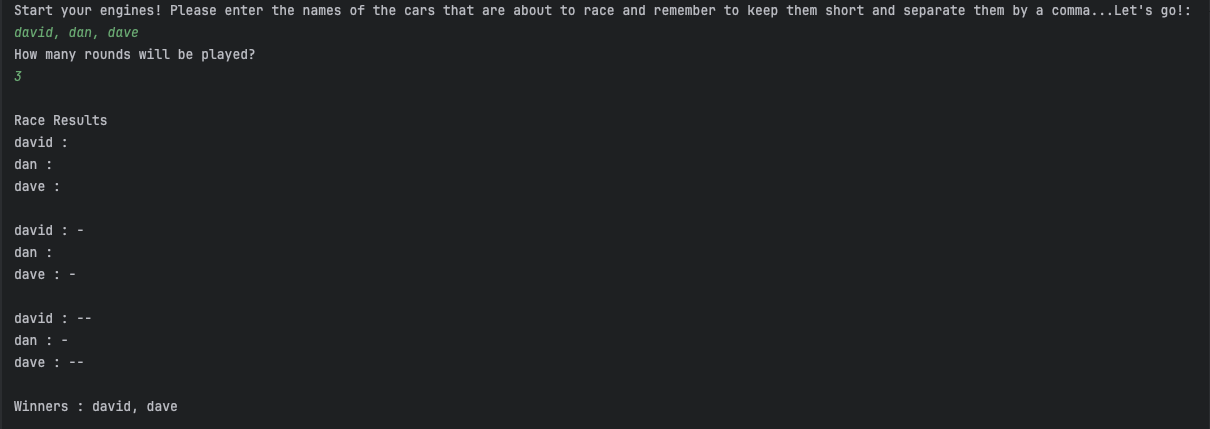 Start your engines! Please enter the names of the cars that are about to race and remember to keep them short and separate them by a comma...Let's go!:
david, dan, dave
How many rounds will be played?
3
Race Results
david :
dan :
dave :
david : -
dan :
dave : -
david : --
dan : -
dave : --
Winners : david, dave